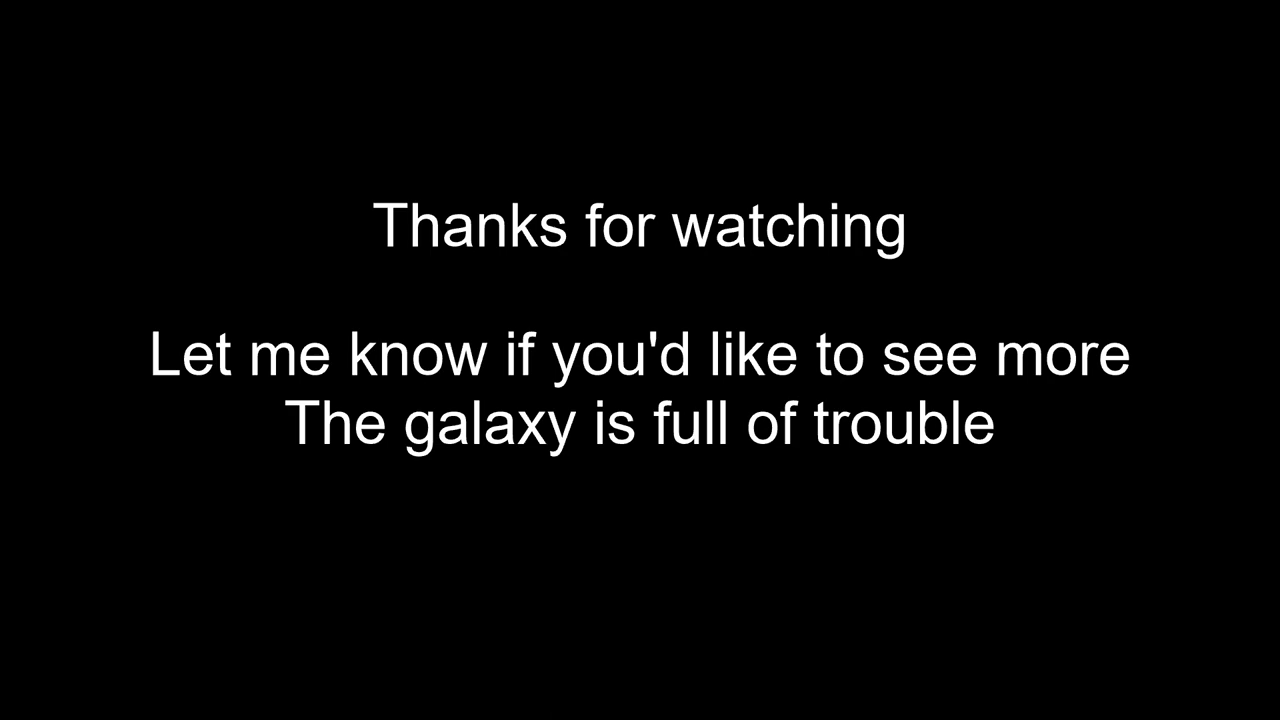 Thanks for watching
Let me know if you'd like to see more
The galaxy is full of trouble